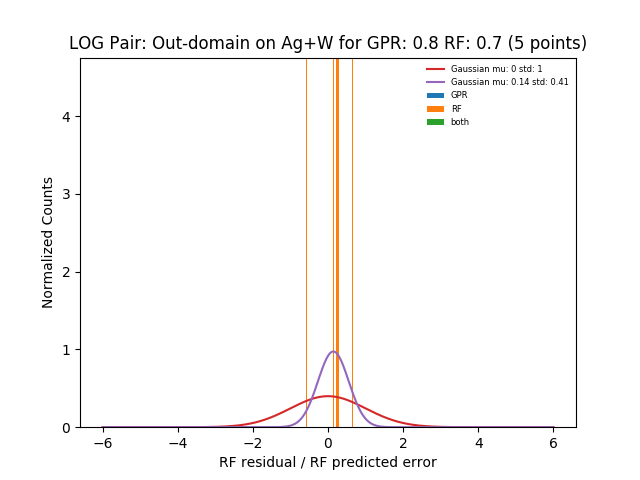 LOG Pair: Out-domain on Ag+W for GPR: 0.8 RF: 0.7 (5 points)
Gaussian mu: 0 std: 1
Gaussian mu: 0.14 std: 0.41
GPR
RF
both
Normalized Counts
4
3
2
1
0
−6 −4 −2 0 2 4 6
RF residual / RF predicted error